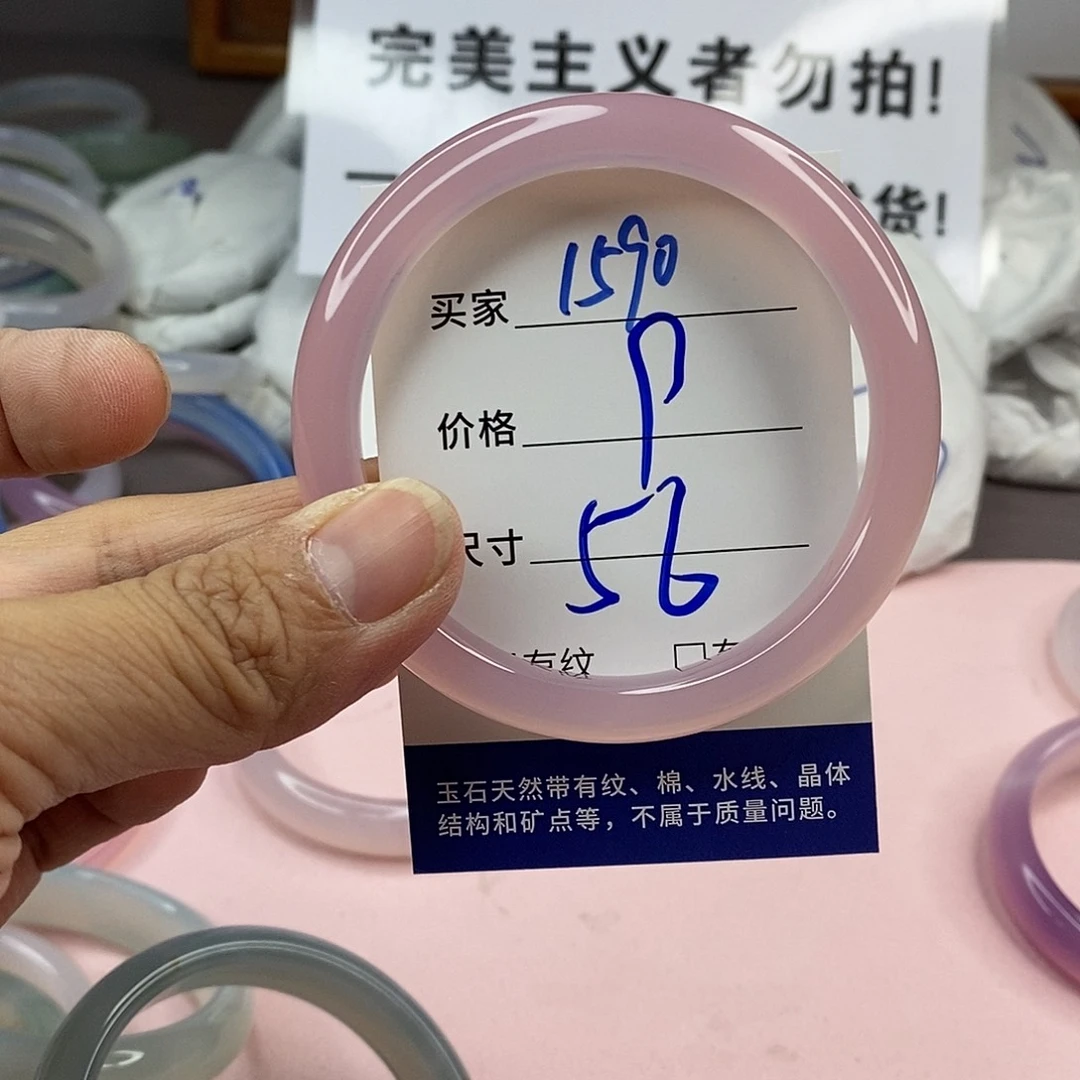 完美主义者勿拍!
货!
买家 1590
价格 P
尺寸 56
有纹
玉石天然带有纹、棉、水线、晶体
结构和矿点等，不属于质量问题。